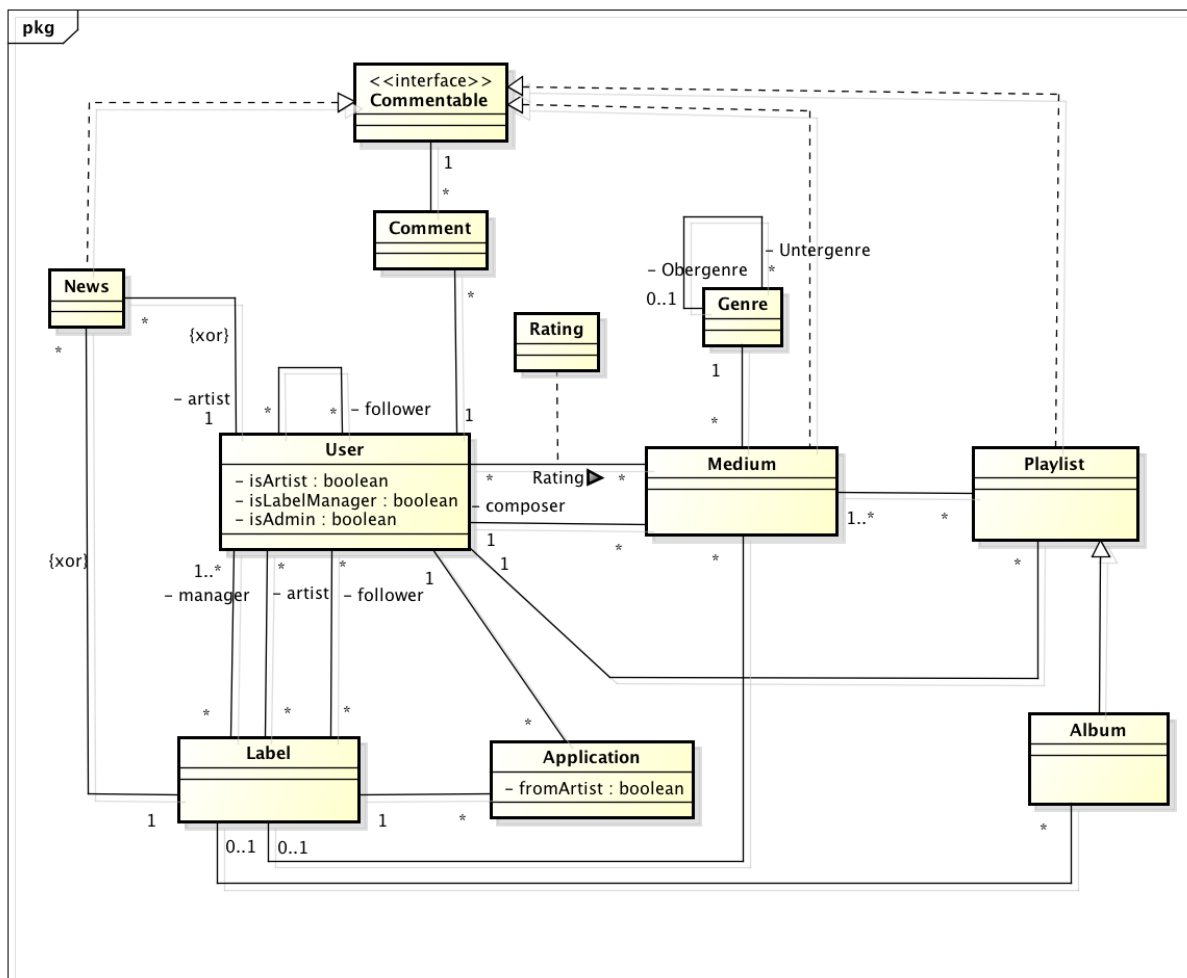 pkg
<<interface>>
Commentable
1
*
Comment
*
- Untergenre
- Obergenre
*
0..1
Genre
News
*
*
{xor}
Rating
1
*
- artist
1
*
*
- follower
1
User
- isArtist : boolean
- isLabelManager : boolean
- isAdmin : boolean
*
Rating
*
- composer
1
*
Medium
1..*
*
Playlist
{xor}
1..*
- manager
*
- artist
*
- follower
1
1
*
*
*
*
*
*
Label
Application
- fromArtist : boolean
Album
1
1
*
*
0..1
0..1